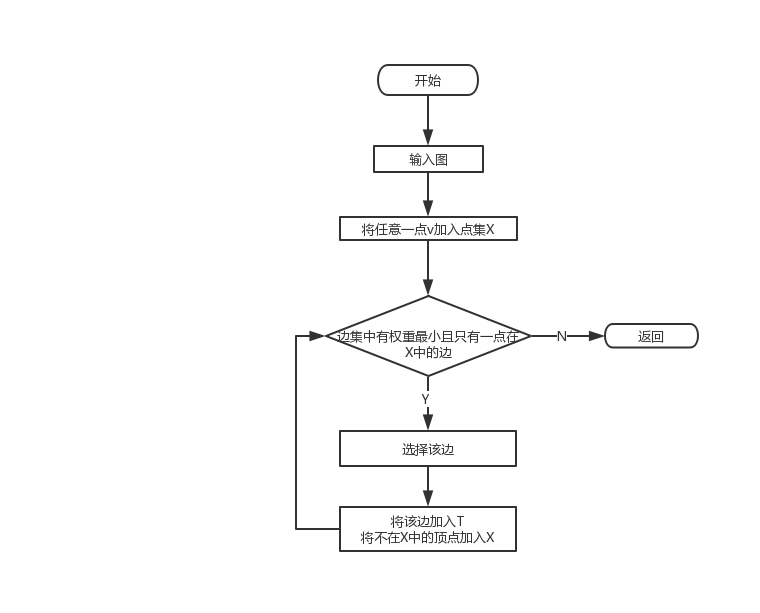 开始
输入图
将任意一点v加入点集X
边集中有权重最小且只有一点在
X中的边
N
返回
Y
选择该边
将该边加入T
将不在X中的顶点加入X